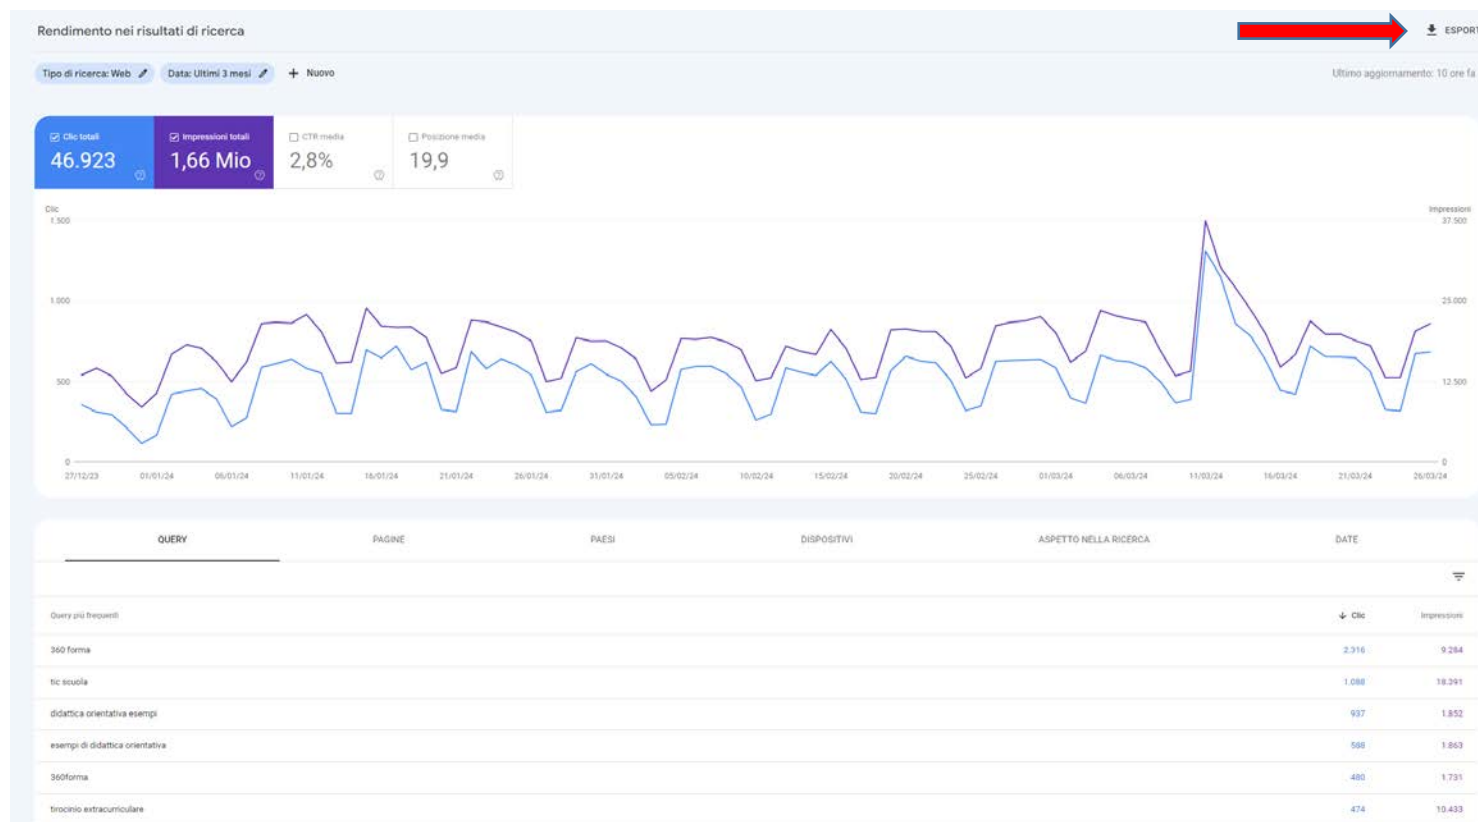 Rendimento nei risultati di ricerca
ESPORT
Tipo di ricerca: Web
Data: Ultimi 3 mesi
+ Nuovo
Ultimo aggiornamento: 10 ore fa
Clic totali
46.923
Impressioni totali
1,66 Mio
CTR media
2,8%
Posizione media
19,9
Clic
Impressioni
1.500
37.500
1.000
25.000
500
12.500
0
0
27/12/23 01/01/24 06/01/24 11/01/24 16/01/24 21/01/24 26/01/24 31/01/24 05/02/24 10/02/24 15/02/24 20/02/24 25/02/24 01/03/24 06/03/24 11/03/24 16/03/24 21/03/24 26/03/24
QUERY PAGINE PAESI DISPOSITIVI ASPETTO NELLA RICERCA DATE
Query più frequenti Clic Impressioni
360 forma 2.316 9.284
tic scuola 1.088 18.391
didattica orientativa esempi 937 1.852
esempi di didattica orientativa 588 1.863
360forma 480 1.731
tirocinio extracurriculare 474 10.433